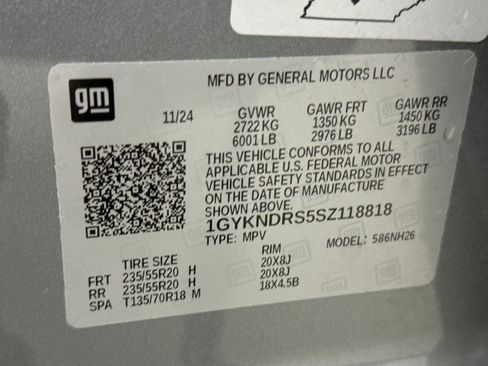 gm
MFD BY GENERAL MOTORS LLC
11/24
GVWR GAWR FRT GAWR RR
2722 KG 1350 KG 1450 KG
6001 LB 2976 LB 3196 LB
THIS VEHICLE CONFORMS TO ALL
APPLICABLE U.S. FEDERAL MOTOR
VEHICLE SAFETY STANDARDS IN EFFECT
ON THE DATE OF MANUFACTURE
SHOWN ABOVE.
1GYKNDRS5SZ118818
TYPE: MPV MODEL: 586NH26
TIRE SIZE RIM
FRT 235/55R20 H 20X8J
RR 235/55R20 H 20X8J
SPA T135/70R18 M 18X4.5B